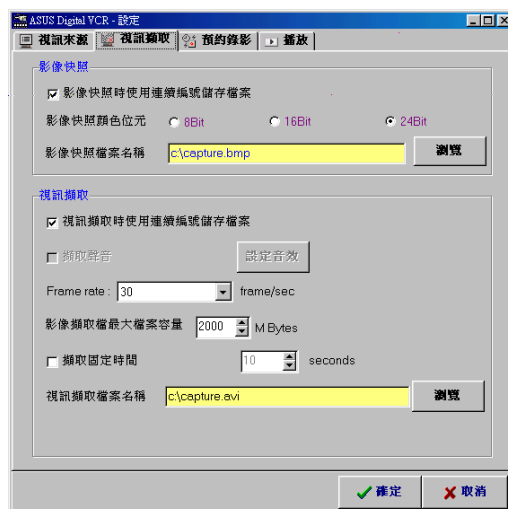 ASUS Digital VCR - 設定
視訊來源 視訊擷取 預約錄影 播放
影像快照
影像快照時使用連續編號儲存檔案
影像快照顏色位元 8Bit 16Bit 24Bit
影像快照檔案名稱 c:\capture.bmp 瀏覽
視訊擷取
視訊擷取時使用連續編號儲存檔案
擷取聲音 設定音效
Frame rate : 30 frame/sec
影像擷取檔最大檔案容量 2000 M Bytes
擷取固定時間 10 seconds
視訊擷取檔案名稱 c:\capture.avi 瀏覽
確定 取消